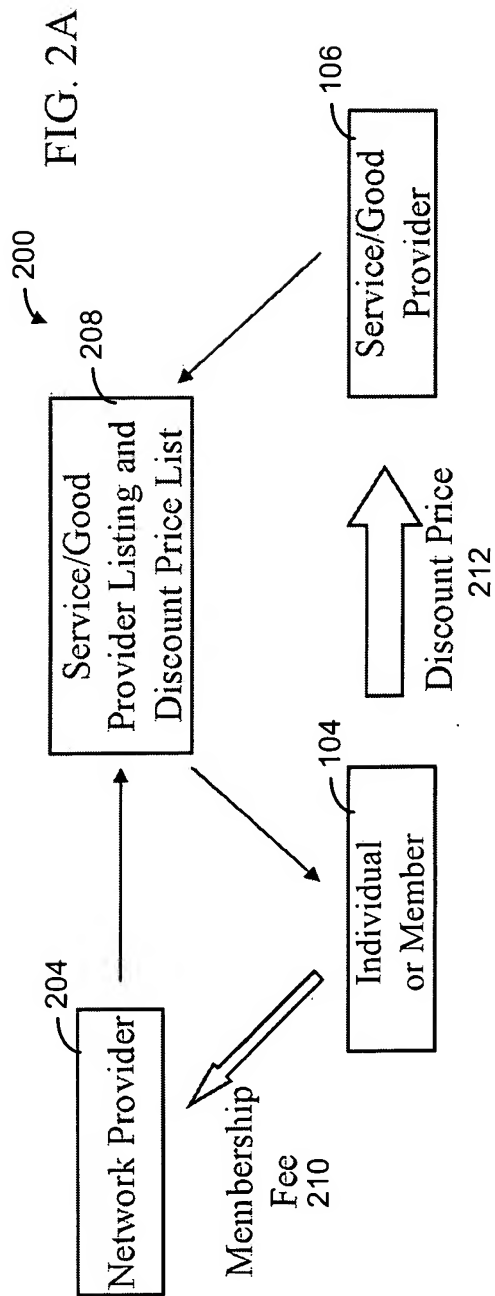 FIG. 2A
200
204
Network Provider
208
Service/Good
Provider Listing and
Discount Price List
106
Service/Good
Provider
Membership
Fee
210
104
Individual
or Member
Discount Price
212